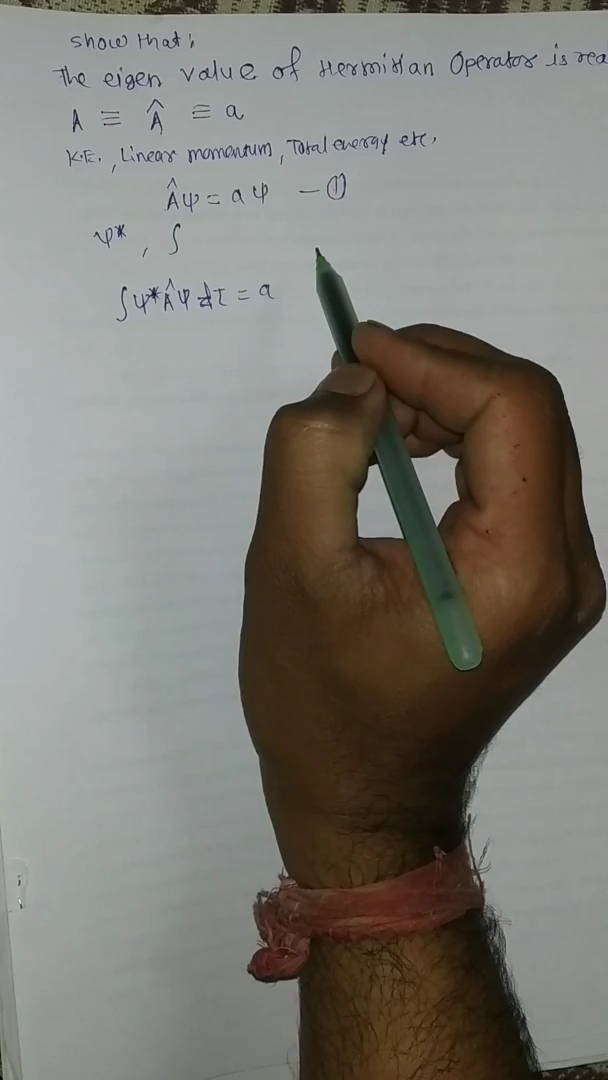 show that:
The eigen value of Hermitian Operator is rea
A ≡ Â ≡ a
K.E., Linear momentum, Total energy etc.
Âψ = aψ — ①
ψ*, ∫
∫ψ*Âψ dτ = a